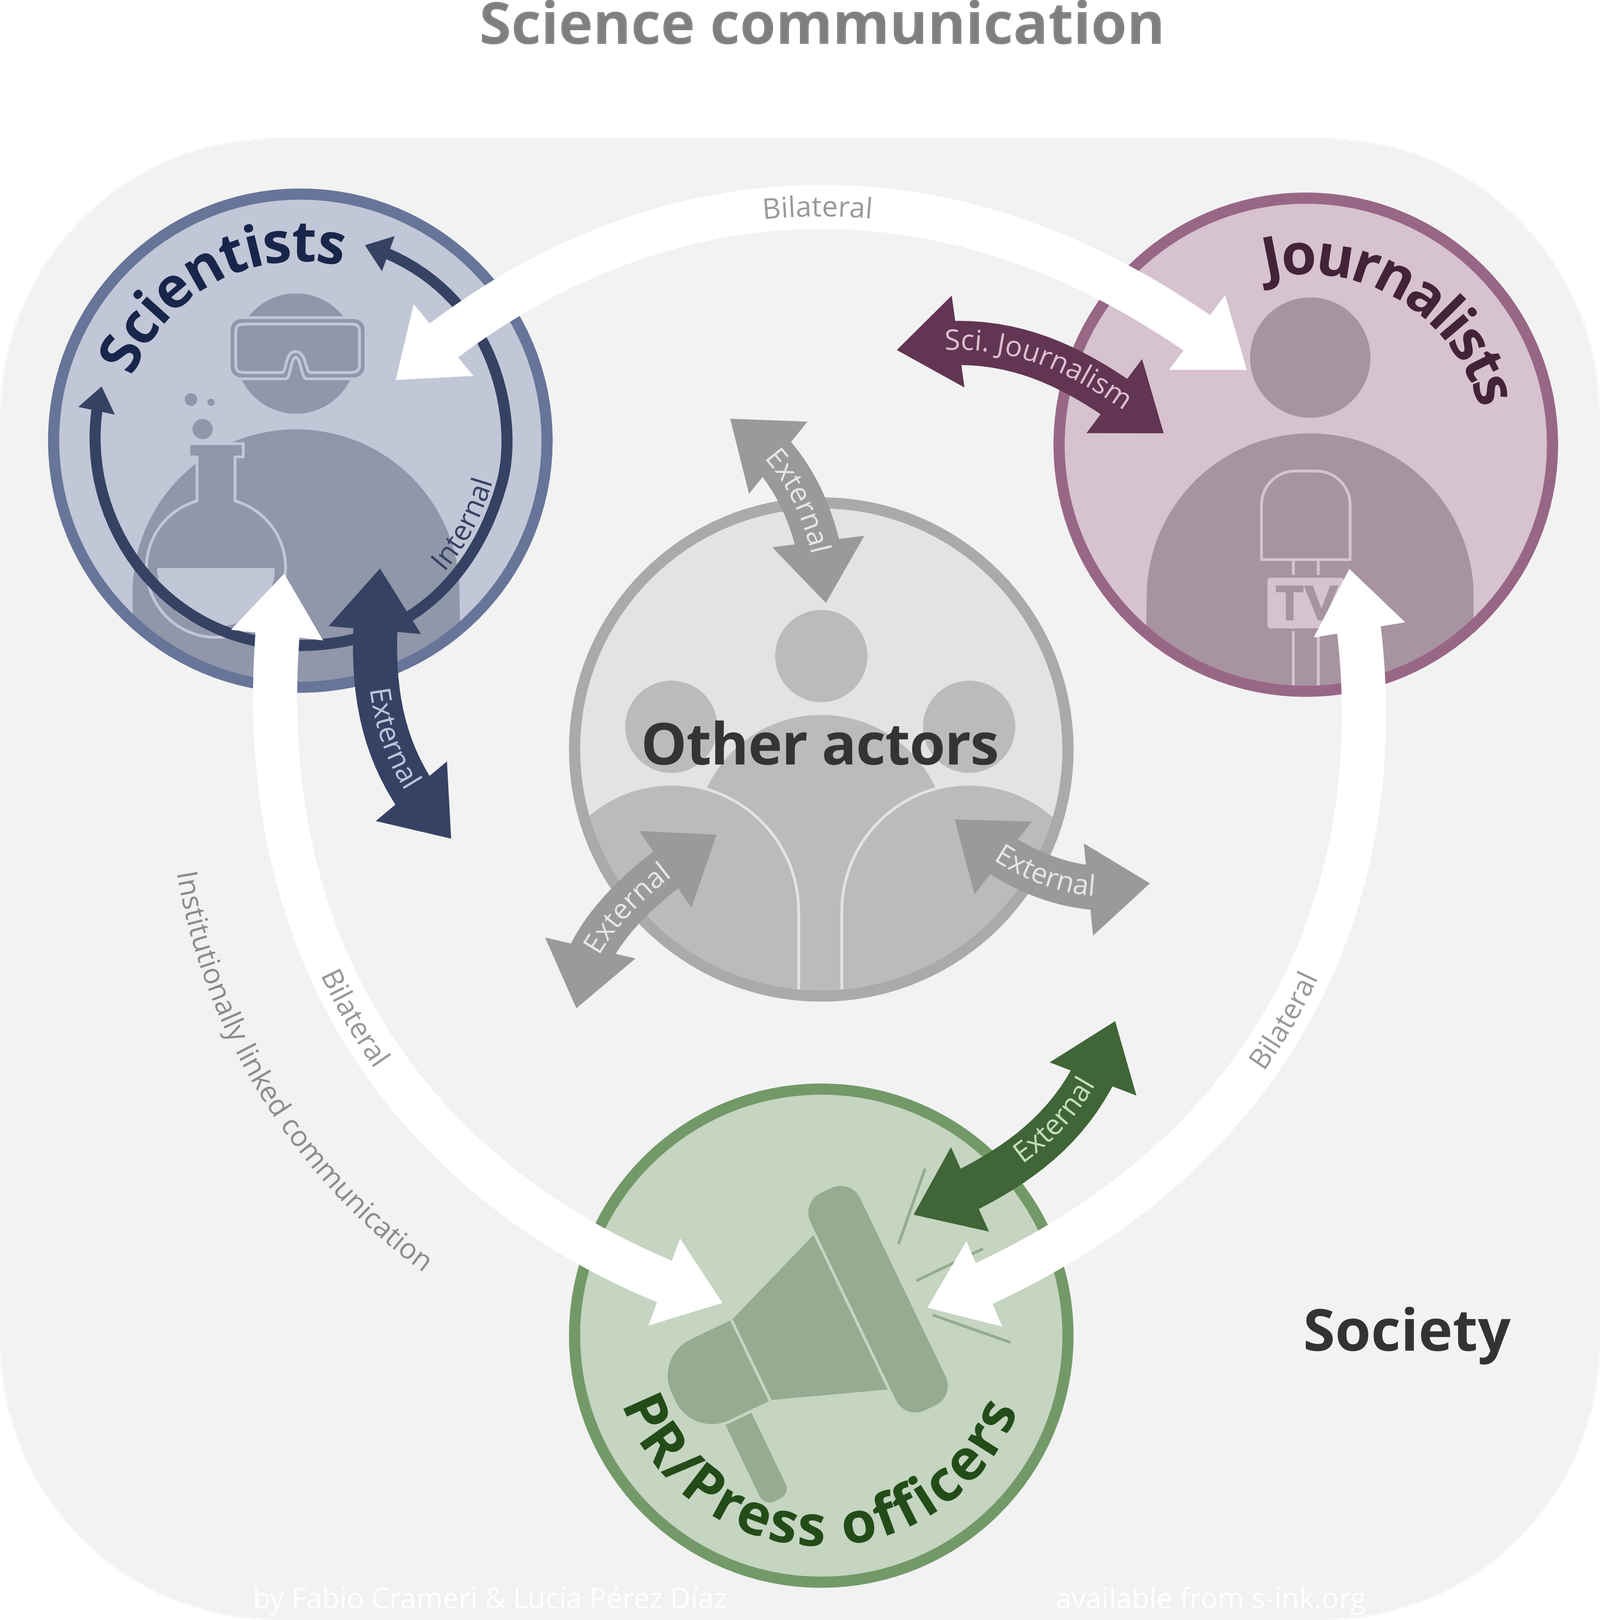 Science communication
Bilateral
Scientists
Journalists
Sci. Journalism
External
Internal
TV
External
Other actors
External
External
Institutionally linked communication
Bilateral
Bilateral
External
PR/Press officers
Society
by Fabio Crameri & Lucía Pérez Díaz
available from s-ink.org